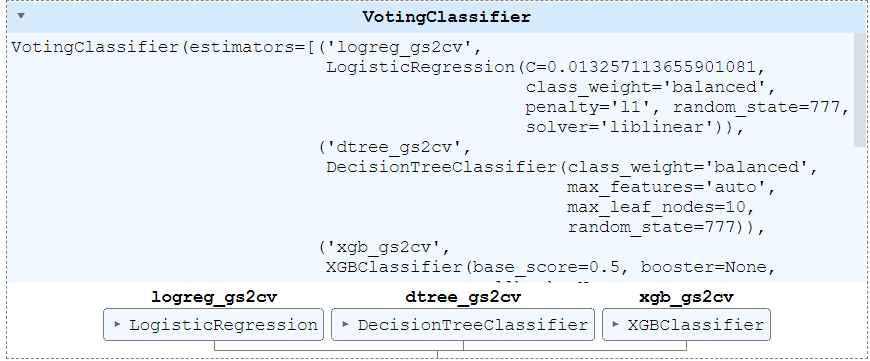 VotingClassifier
VotingClassifier(estimators=[('logreg_gs2cv',
LogisticRegression(C=0.013257113655901081,
class_weight='balanced',
penalty='l1', random_state=777,
solver='liblinear')),
('dtree_gs2cv',
DecisionTreeClassifier(class_weight='balanced',
max_features='auto',
max_leaf_nodes=10,
random_state=777)),
('xgb_gs2cv',
XGBClassifier(base_score=0.5, booster=None,
logreg_gs2cv dtree_gs2cv xgb_gs2cv
LogisticRegression DecisionTreeClassifier XGBClassifier